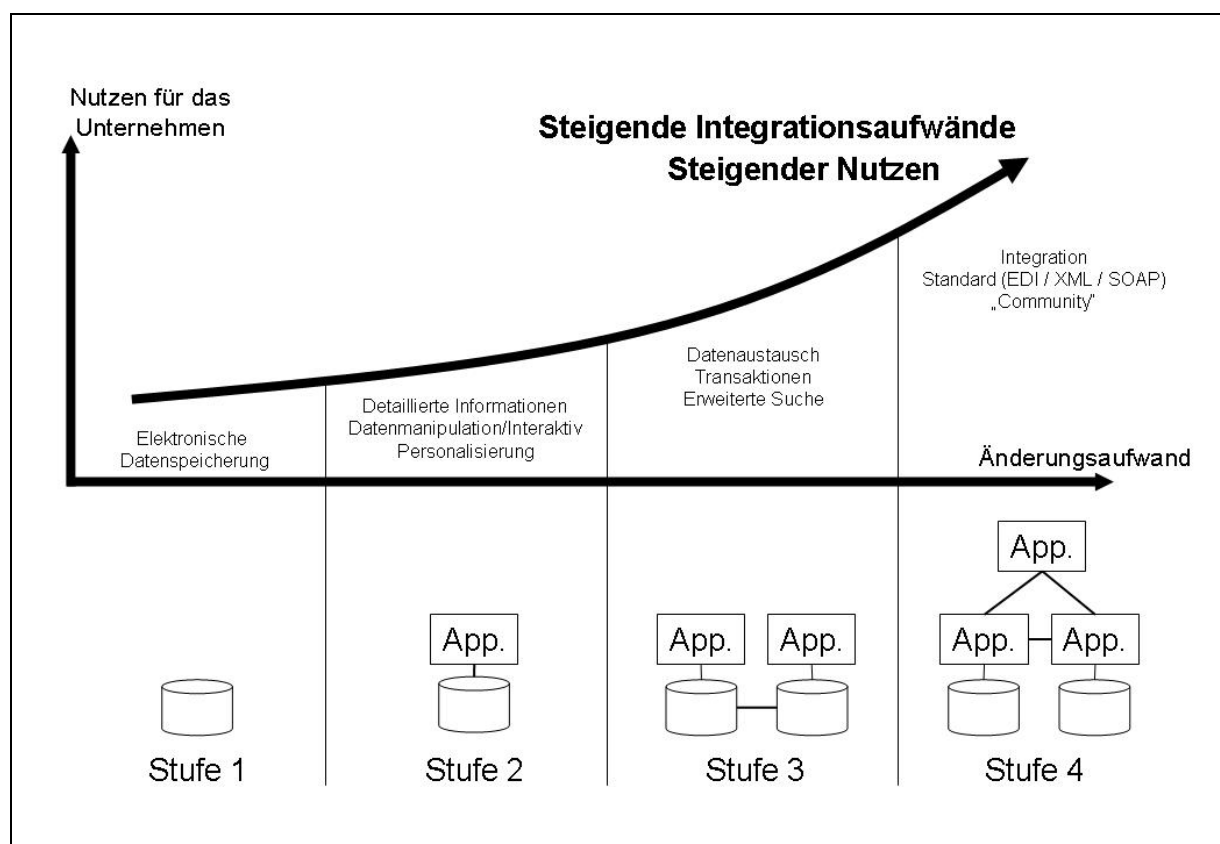 Nutzen für das
Unternehmen
Steigende Integrationsaufwände
Steigender Nutzen
Integration
Standard (EDI / XML / SOAP)
„Community"
Datenaustausch
Transaktionen
Erweiterte Suche
Detaillierte Informationen
Datenmanipulation/Interaktiv
Personalisierung
Elektronische
Datenspeicherung
Änderungsaufwand
App.
App.
App.
App.
App.
App.
Stufe 1
Stufe 2
Stufe 3
Stufe 4